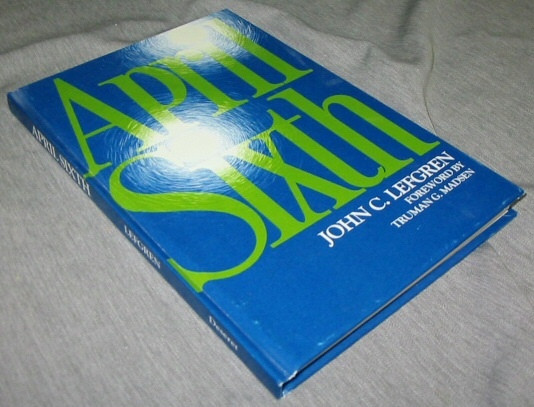 April
Sixth
JOHN C. LEFGREN
FOREWORD BY
TRUMAN G. MADSEN
APRIL SIXTH
LEFGREN
Deseret